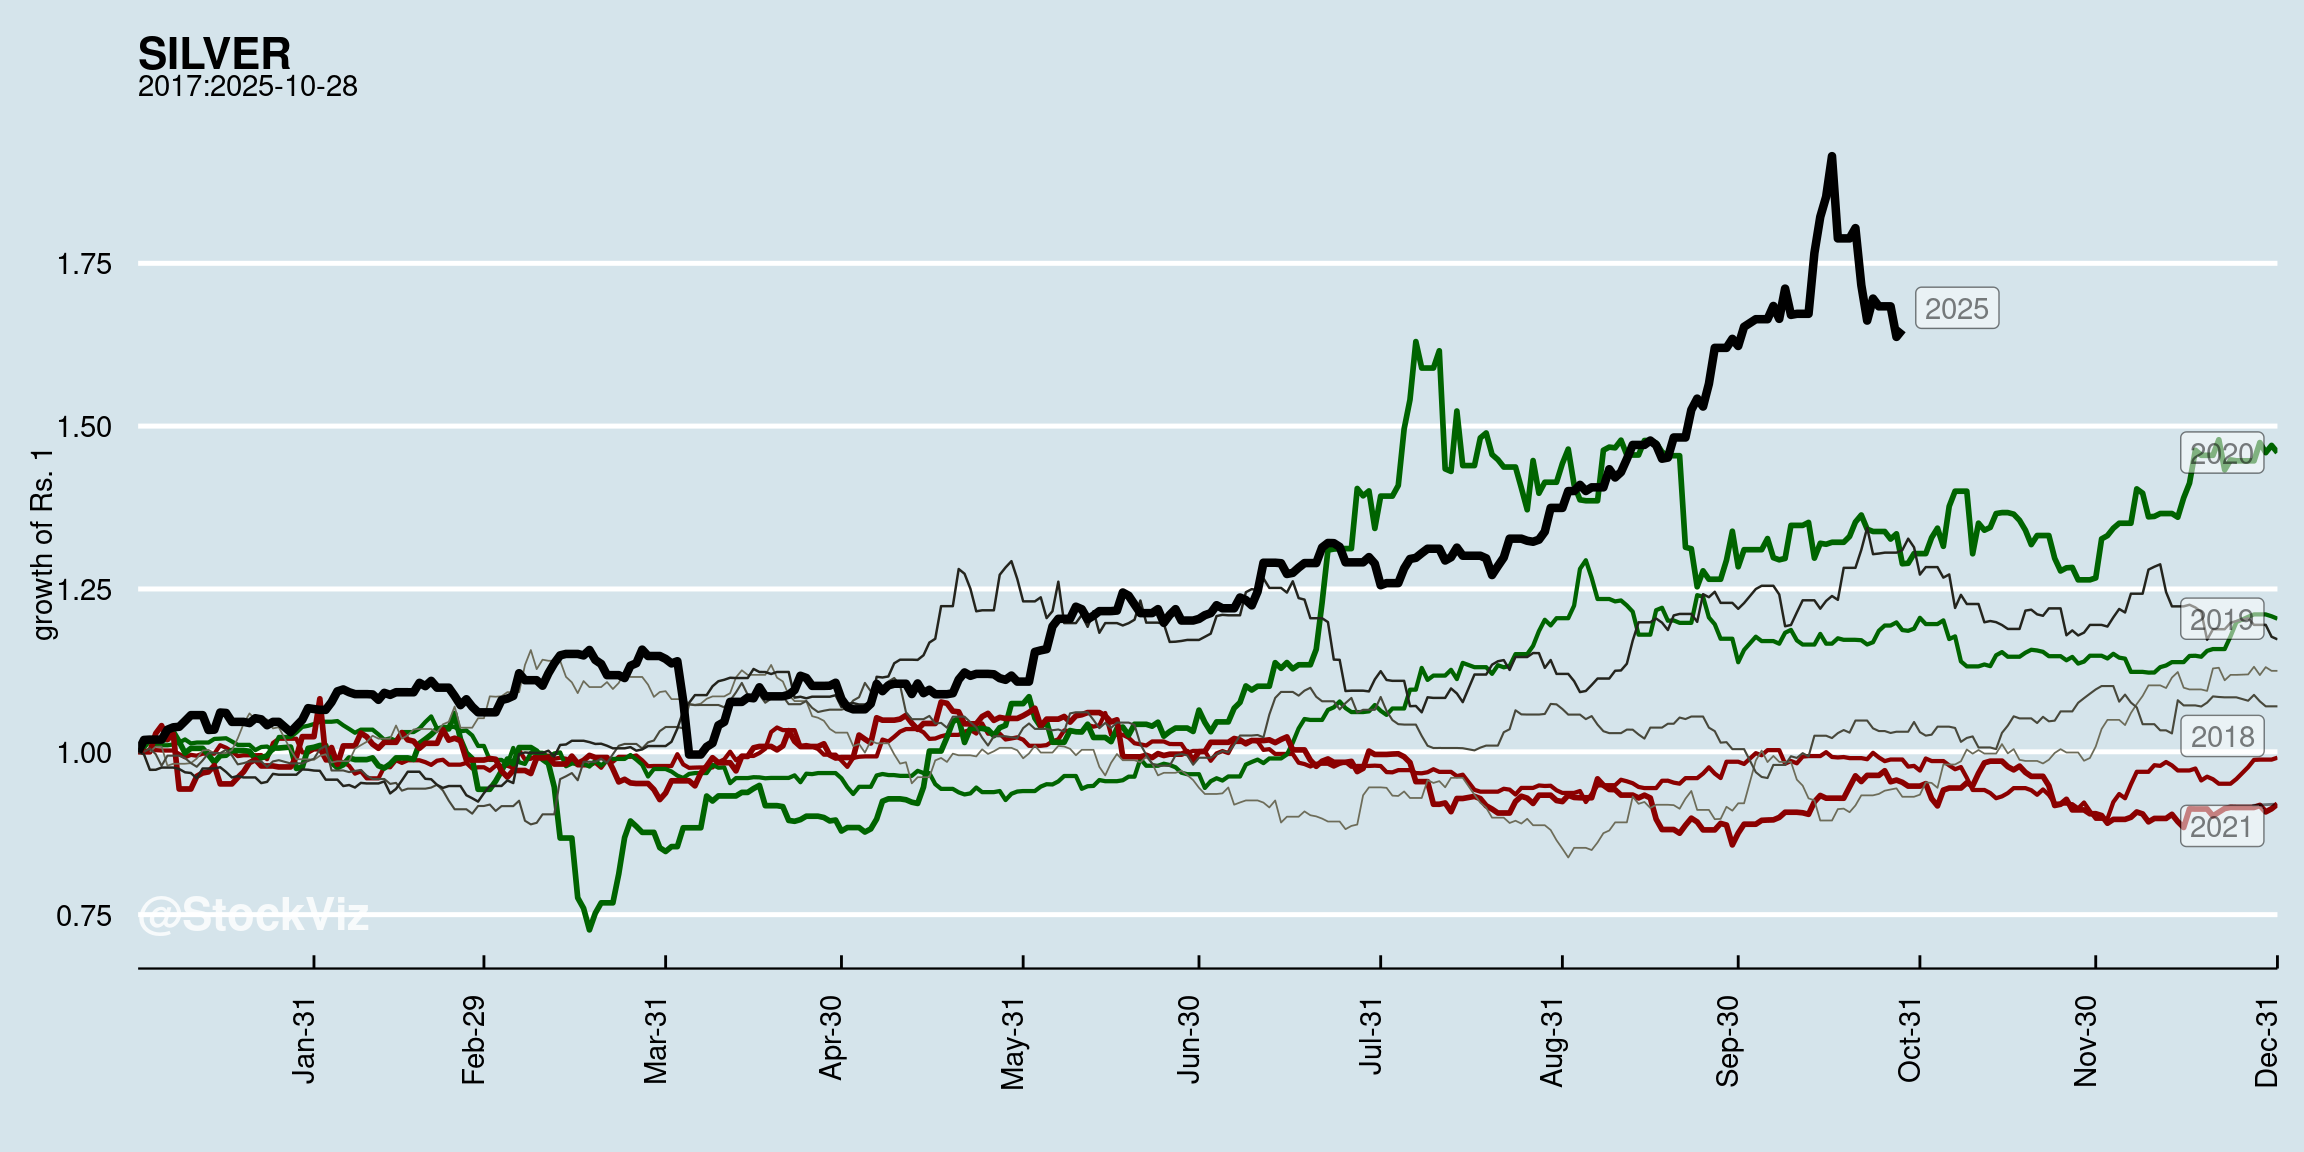 SILVER
2017:2025-10-28
growth of Rs. 1
1.75
1.50
1.25
1.00
0.75
2025
2020
2019
2018
2021
@StockViz
Jan-31
Feb-29
Mar-31
Apr-30
May-31
Jun-30
Jul-31
Aug-31
Sep-30
Oct-31
Nov-30
Dec-31